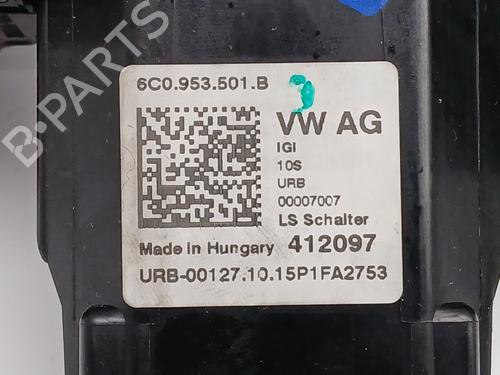 6C0.953.501.B
VW AG
IGI
10S
URB
00007007
LS Schalter
Made in Hungary 412097
URB-00127.10.15P1FA2753
B-PARTS